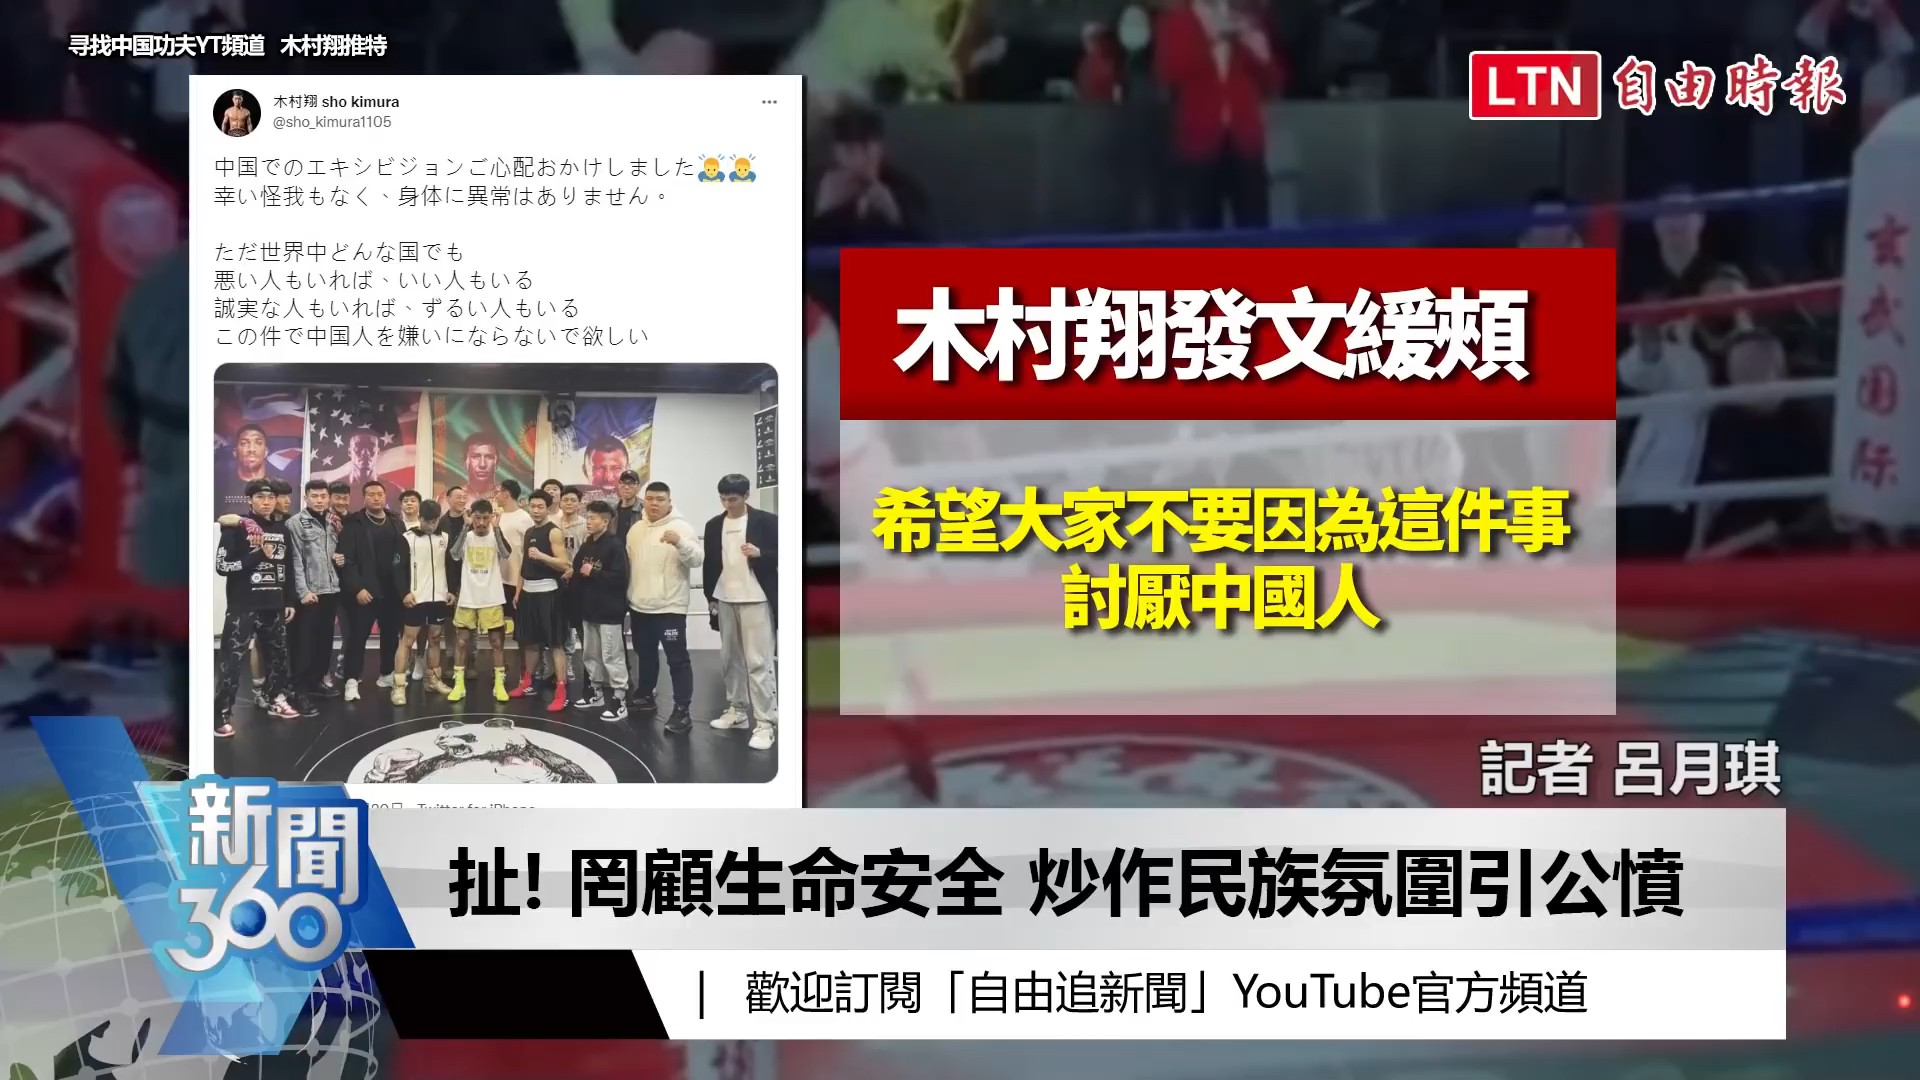 寻找中国功夫YT頻道 木村翔推特
LTN 自由時報
木村翔 sho kimura
@sho_kimura1105
中国でのエキシビジョンご心配おかけしました🙇‍♂️🙇‍♂️
幸い怪我もなく、身体に異常はありません。
ただ世界中どんな国でも
悪い人もいれば、いい人もいる
誠実な人もいれば、ずるい人もいる
この件で中国人を嫌いにならないで欲しい
木村翔發文緩頰
希望大家不要因為這件事
討厭中國人
玄武国际
記者 呂月琪
新聞
360
扯! 罔顧生命安全 炒作民族氛圍引公憤
| 歡迎訂閱「自由追新聞」YouTube官方頻道